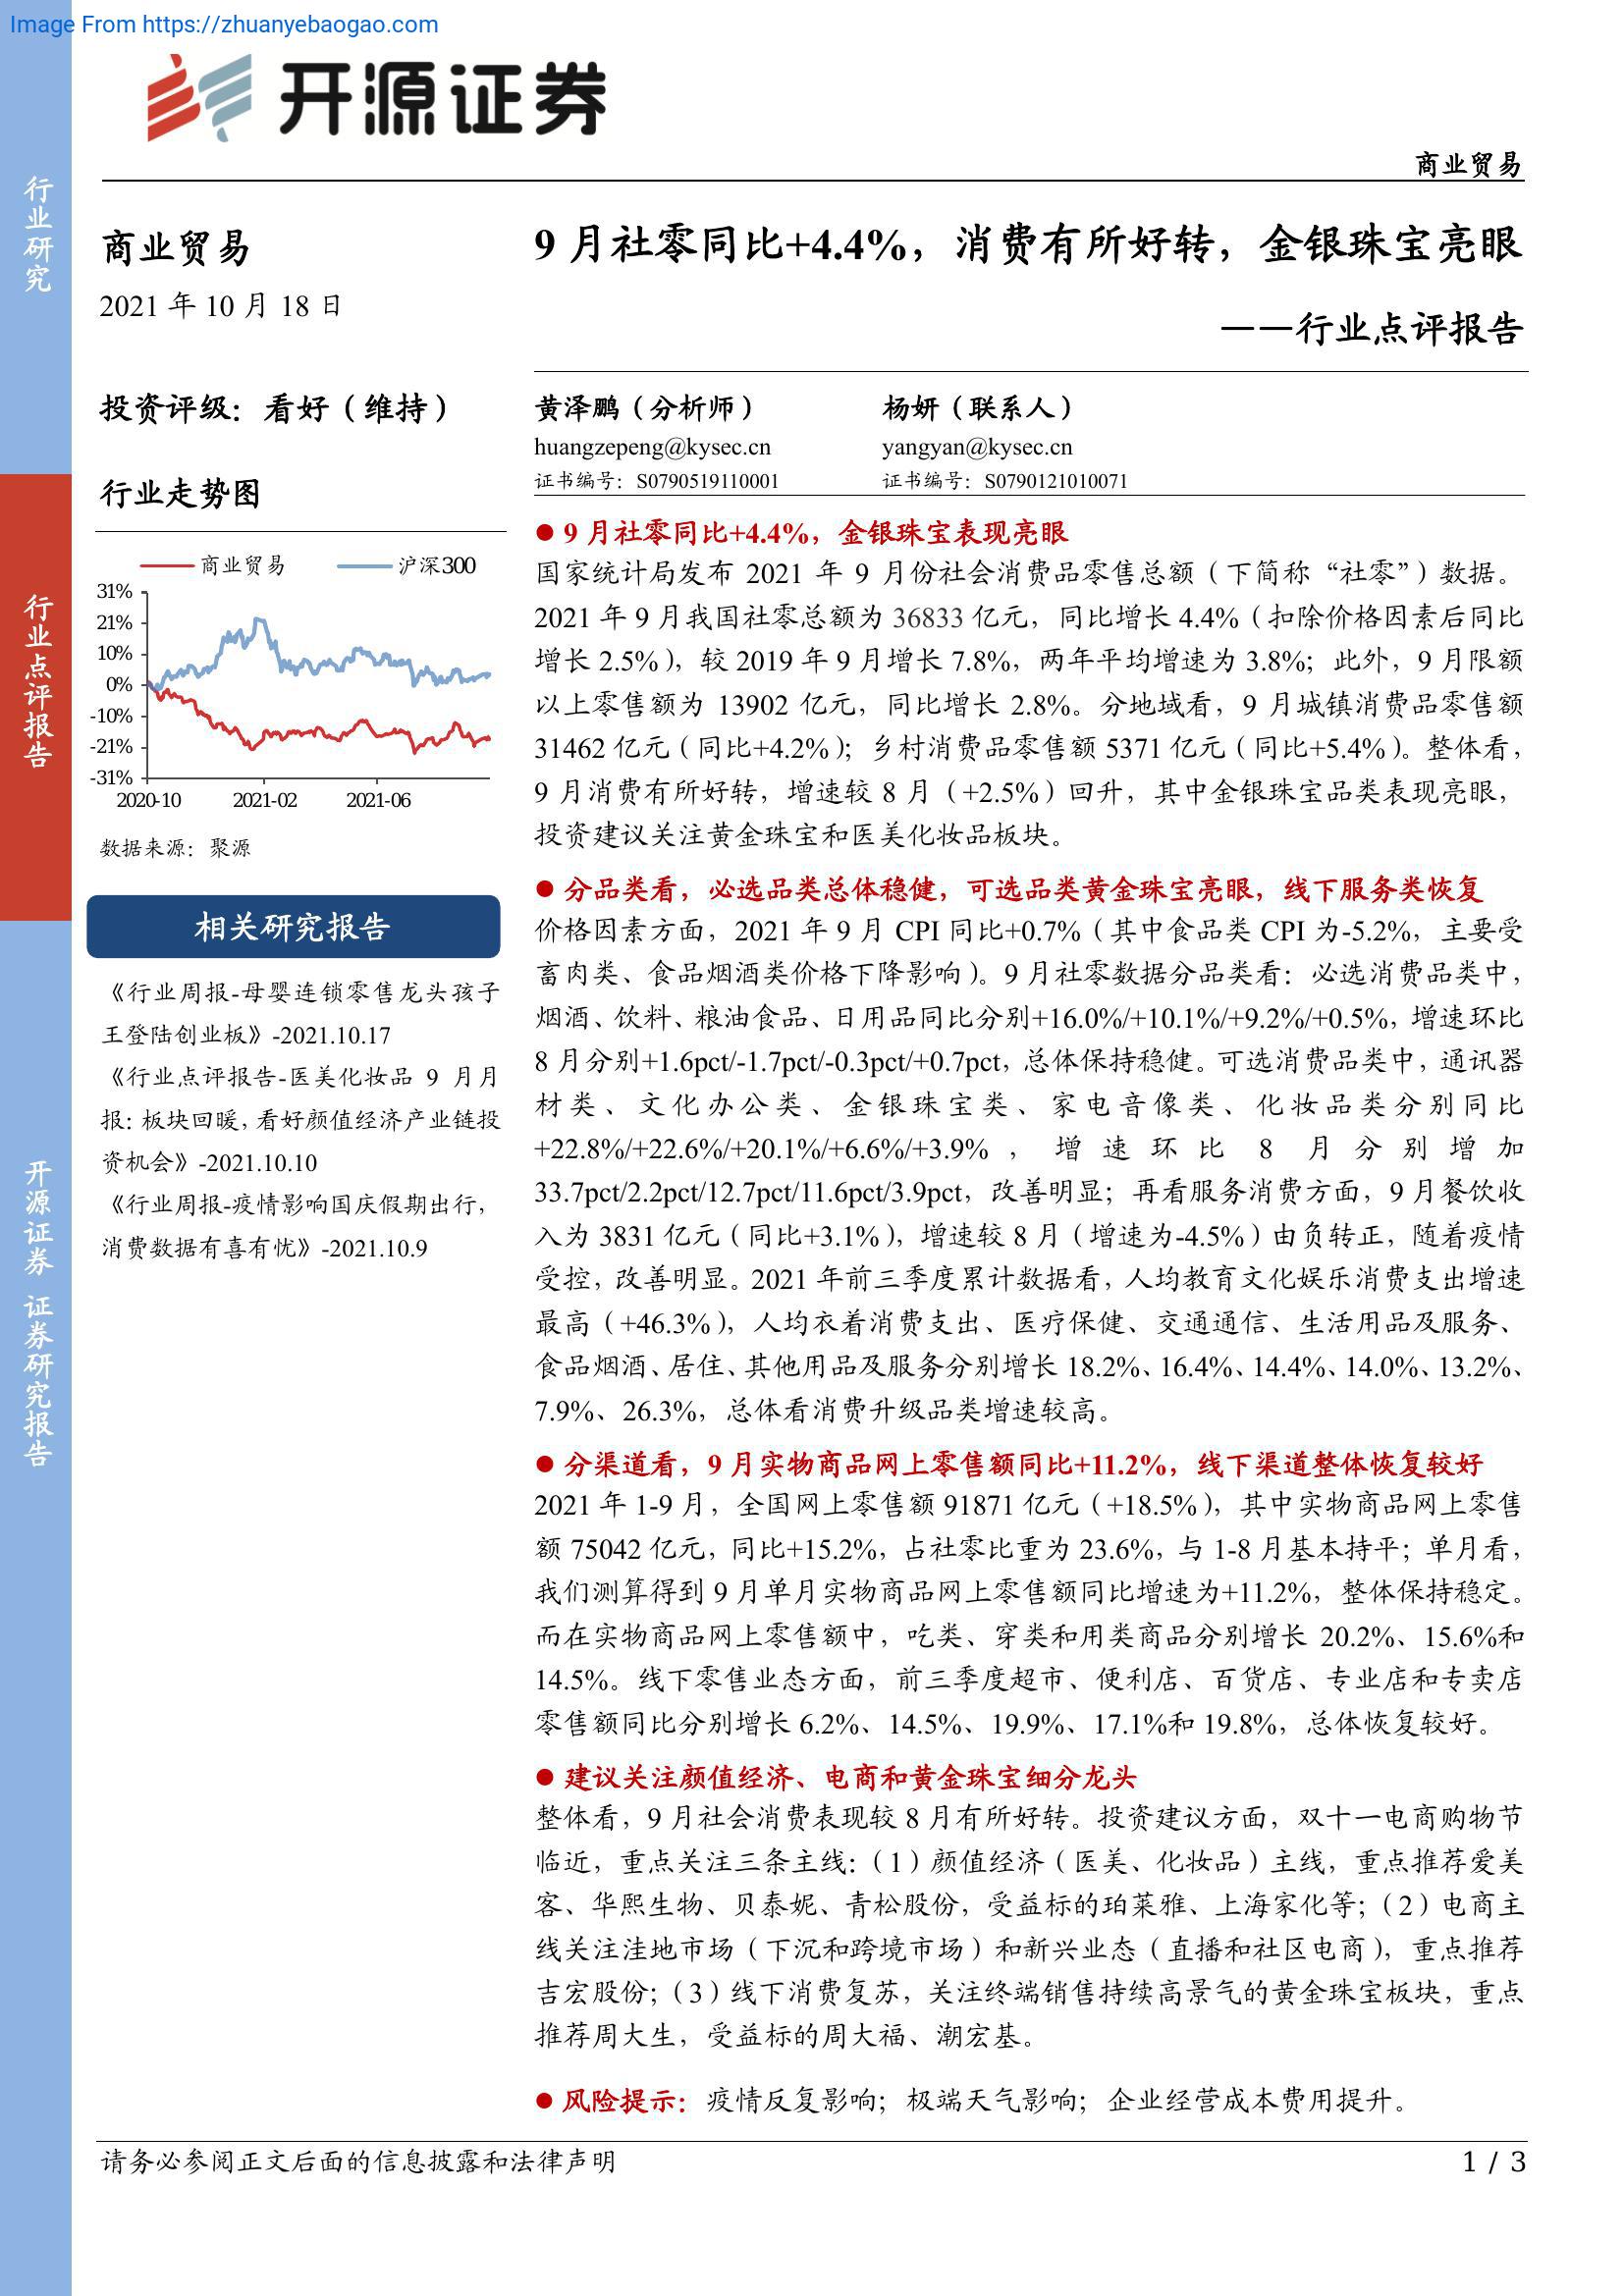 Image From https://zhuanyebaogao.com
开源证券
商业贸易
行业研究
行业点评报告
开源证券 证券研究报告
商业贸易
2021 年 10 月 18 日
投资评级：看好（维持）
行业走势图
商业贸易
沪深300
31%
21%
10%
0%
-10%
-21%
-31%
2020-10
2021-02
2021-06
数据来源：聚源
相关研究报告
《行业周报-母婴连锁零售龙头孩子
王登陆创业板》-2021.10.17
《行业点评报告-医美化妆品 9 月月
报：板块回暖，看好颜值经济产业链投
资机会》-2021.10.10
《行业周报-疫情影响国庆假期出行，
消费数据有喜有忧》-2021.10.9
9 月社零同比+4.4%，消费有所好转，金银珠宝亮眼
——行业点评报告
黄泽鹏（分析师）
huangzepeng@kysec.cn
证书编号：S0790519110001
杨妍（联系人）
yangyan@kysec.cn
证书编号：S0790121010071
● 9 月社零同比+4.4%，金银珠宝表现亮眼
国家统计局发布 2021 年 9 月份社会消费品零售总额（下简称“社零”）数据。
2021 年 9 月我国社零总额为 36833 亿元，同比增长 4.4%（扣除价格因素后同比
增长 2.5%），较 2019 年 9 月增长 7.8%，两年平均增速为 3.8%；此外，9 月限额
以上零售额为 13902 亿元，同比增长 2.8%。分地域看，9 月城镇消费品零售额
31462 亿元（同比+4.2%）；乡村消费品零售额 5371 亿元（同比+5.4%）。整体看，
9 月消费有所好转，增速较 8 月（+2.5%）回升，其中金银珠宝品类表现亮眼，
投资建议关注黄金珠宝和医美化妆品板块。
● 分品类看，必选品类总体稳健，可选品类黄金珠宝亮眼，线下服务类恢复
价格因素方面，2021 年 9 月 CPI 同比+0.7%（其中食品类 CPI 为-5.2%，主要受
畜肉类、食品烟酒类价格下降影响）。9 月社零数据分品类看：必选消费品类中，
烟酒、饮料、粮油食品、日用品同比分别+16.0%/+10.1%/+9.2%/+0.5%，增速环比
8 月分别+1.6pct/-1.7pct/-0.3pct/+0.7pct，总体保持稳健。可选消费品类中，通讯器
材类、文化办公类、金银珠宝类、家电音像类、化妆品类分别同比
+22.8%/+22.6%/+20.1%/+6.6%/+3.9%，增速环比 8 月分别增加
33.7pct/2.2pct/12.7pct/11.6pct/3.9pct，改善明显；再看服务消费方面，9 月餐饮收
入为 3831 亿元（同比+3.1%），增速较 8 月（增速为-4.5%）由负转正，随着疫情
受控，改善明显。2021 年前三季度累计数据看，人均教育文化娱乐消费支出增速
最高（+46.3%），人均衣着消费支出、医疗保健、交通通信、生活用品及服务、
食品烟酒、居住、其他用品及服务分别增长 18.2%、16.4%、14.4%、14.0%、13.2%、
7.9%、26.3%，总体看消费升级品类增速较高。
● 分渠道看，9 月实物商品网上零售额同比+11.2%，线下渠道整体恢复较好
2021 年 1-9 月，全国网上零售额 91871 亿元（+18.5%），其中实物商品网上零售
额 75042 亿元，同比+15.2%，占社零比重为 23.6%，与 1-8 月基本持平；单月看，
我们测算得到 9 月单月实物商品网上零售额同比增速为+11.2%，整体保持稳定。
而在实物商品网上零售额中，吃类、穿类和用类商品分别增长 20.2%、15.6%和
14.5%。线下零售业态方面，前三季度超市、便利店、百货店、专业店和专卖店
零售额同比分别增长 6.2%、14.5%、19.9%、17.1%和 19.8%，总体恢复较好。
● 建议关注颜值经济、电商和黄金珠宝细分龙头
整体看，9 月社会消费表现较 8 月有所好转。投资建议方面，双十一电商购物节
临近，重点关注三条主线：（1）颜值经济（医美、化妆品）主线，重点推荐爱美
客、华熙生物、贝泰妮、青松股份，受益标的珀莱雅、上海家化等；（2）电商主
线关注洼地市场（下沉和跨境市场）和新兴业态（直播和社区电商），重点推荐
吉宏股份；（3）线下消费复苏，关注终端销售持续高景气的黄金珠宝板块，重点
推荐周大生，受益标的周大福、潮宏基。
● 风险提示：疫情反复影响；极端天气影响；企业经营成本费用提升。
请务必参阅正文后面的信息披露和法律声明
1 / 3